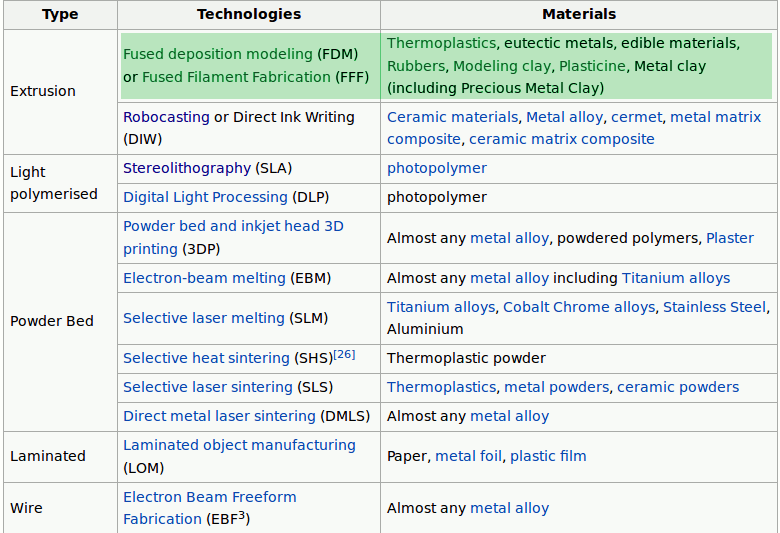 Type Technologies Materials
Extrusion
Fused deposition modeling (FDM)
or Fused Filament Fabrication (FFF)
Thermoplastics, eutectic metals, edible materials,
Rubbers, Modeling clay, Plasticine, Metal clay
(including Precious Metal Clay)
Robocasting or Direct Ink Writing
(DIW)
Ceramic materials, Metal alloy, cermet, metal matrix
composite, ceramic matrix composite
Light
polymerised
Stereolithography (SLA)
photopolymer
Digital Light Processing (DLP)
photopolymer
Powder Bed
Powder bed and inkjet head 3D
printing (3DP)
Almost any metal alloy, powdered polymers, Plaster
Electron-beam melting (EBM)
Almost any metal alloy including Titanium alloys
Selective laser melting (SLM)
Titanium alloys, Cobalt Chrome alloys, Stainless Steel,
Aluminium
Selective heat sintering (SHS)[26]
Thermoplastic powder
Selective laser sintering (SLS)
Thermoplastics, metal powders, ceramic powders
Direct metal laser sintering (DMLS)
Almost any metal alloy
Laminated
Laminated object manufacturing
(LOM)
Paper, metal foil, plastic film
Wire
Electron Beam Freeform
Fabrication (EBF3)
Almost any metal alloy